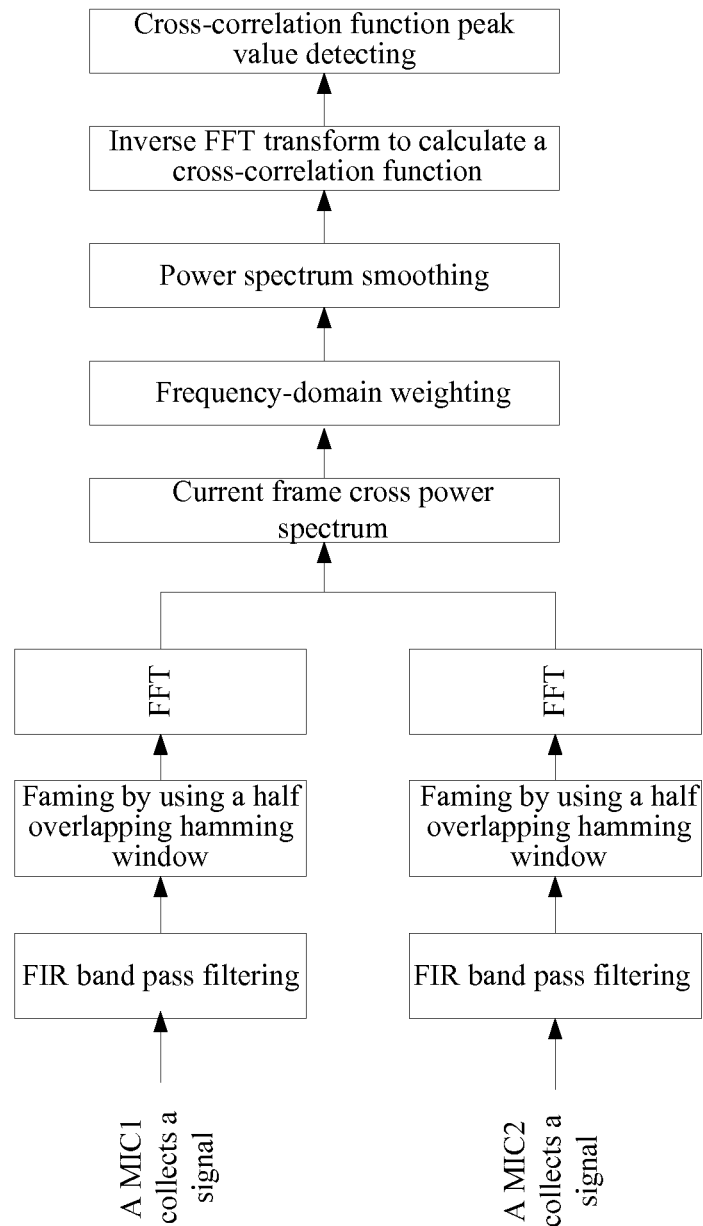 Cross-correlation function peak
value detecting
Inverse FFT transform to calculate a
cross-correlation function
Power spectrum smoothing
Frequency-domain weighting
Current frame cross power
spectrum
FFT
FFT
Faming by using a half
overlapping hamming
window
Faming by using a half
overlapping hamming
window
FIR band pass filtering
FIR band pass filtering
A MIC1
collects a
signal
A MIC2
collects a
signal